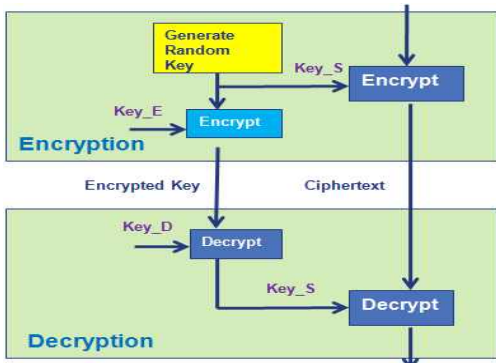 Generate
Random
Key
Key_S
Encrypt
Key_E
Encrypt
Encryption
Encrypted Key
Ciphertext
Key_D
Decrypt
Key_S
Decrypt
Decryption